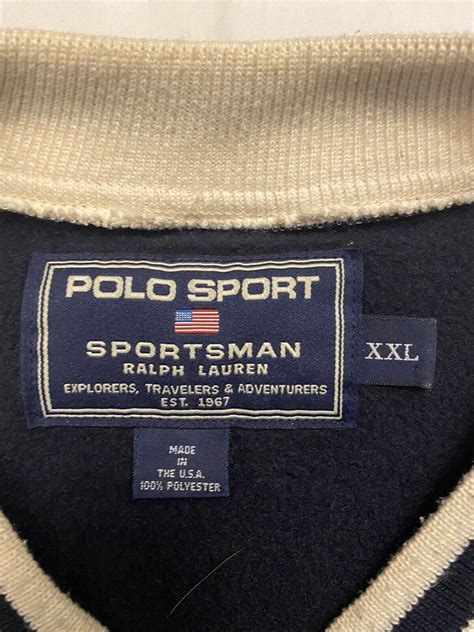 POLO SPORT
SPORTSMAN
RALPH LAUREN
EXPLORERS, TRAVELERS & ADVENTURERS
EST. 1967
XXL
MADE
IN
THE U.S.A.
100% POLYESTER